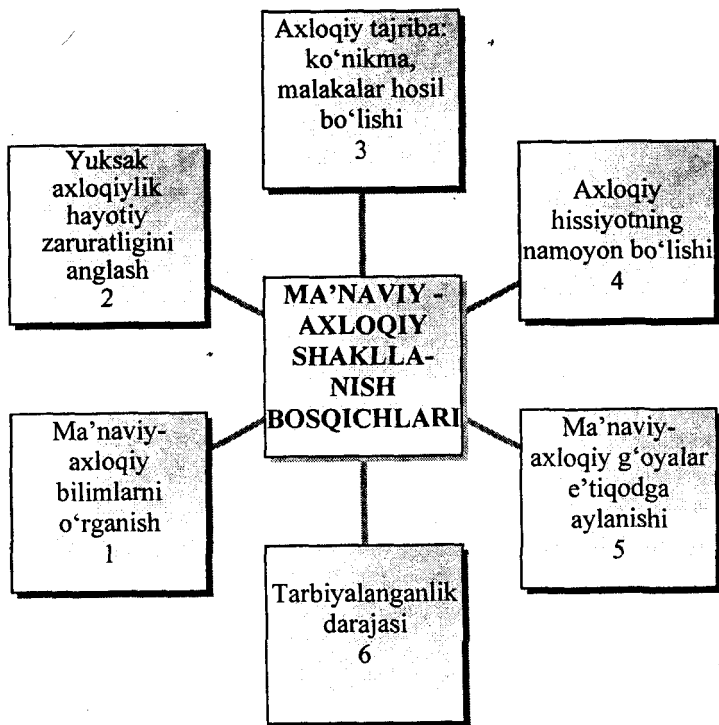 Axloqiy tajriba:
ko‘nikma,
malakalar hosil
bo‘lishi
3
Yuksak
axloqiylik
hayotiy
zaruratligini
anglash
2
Axloqiy
hissiyotning
namoyon bo‘lishi
4
MA’NAVIY -
AXLOQIY
SHAKLLA-
NISH
BOSQICHLARI
Ma’naviy-
axloqiy
bilimlarni
o‘rganish
1
Ma’naviy-
axloqiy g‘oyalar
e’tiqodga
aylanishi
5
Tarbiyalanganlik
darajasi
6